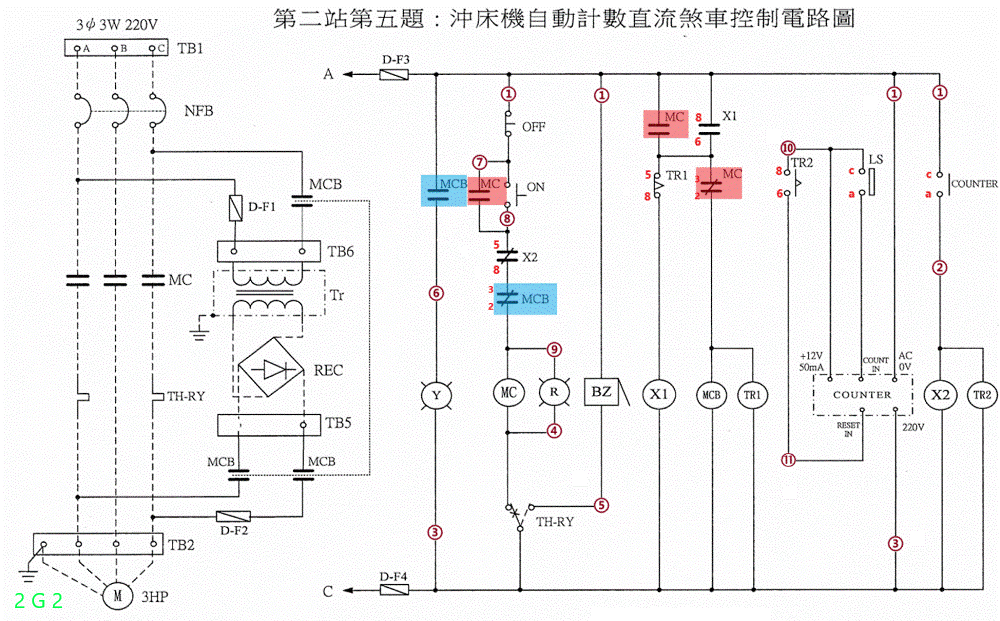 第二站第五題：沖床機自動計數直流煞車控制電路圖
3φ 3W 220V
A B C TB1
NFB
MCB
D-F1
TB6
MC
Tr
REC
TH-RY
TB5
MCB MCB
D-F2
TB2
M 3HP
2 G 2
A D-F3
1 1 1 1
OFF
MC 8 X1
6
7 10
MCB MC ON
5 TR1 8
3 MC 2
8 TR2 6
c LS a
c COUNTER a
8
5 X2 8
6
3 MCB 2
2
9
+12V 50mA
COUNT IN
AC 0V
Y MC R BZ X1 MCB TR1 COUNTER X2 TR2
RESET IN
220V
4
11
5
TH-RY
3 3
C D-F4